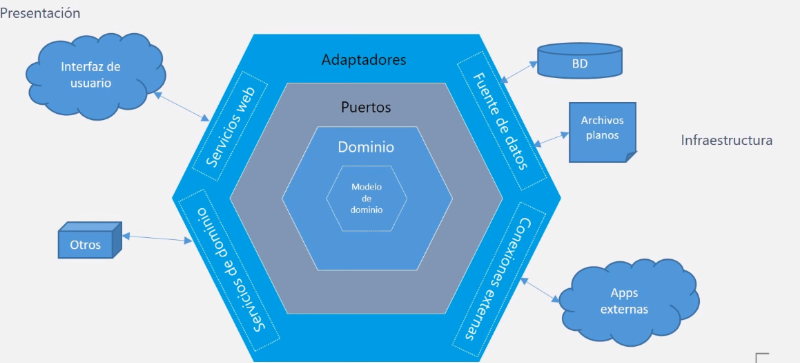 Presentación
Interfaz de
usuario
Adaptadores
BD
Servicios web
Fuente de datos
Puertos
Archivos
planos
Infraestructura
Dominio
Modelo
de
dominio
Otros
Servicios de dominio
Conexiones externas
Apps
externas